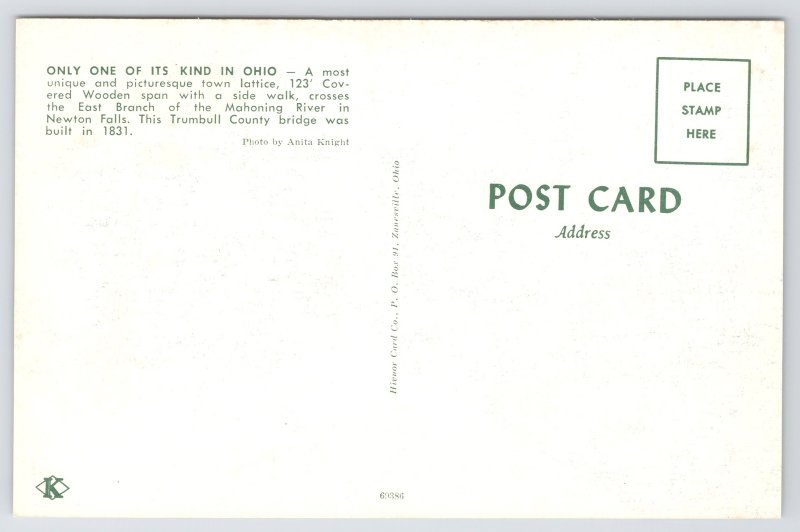 ONLY ONE OF ITS KIND IN OHIO — A most
unique and picturesque town lattice, 123' Cov-
ered Wooden span with a side walk, crosses
the East Branch of the Mahoning River in
Newton Falls. This Trumbull County bridge was
built in 1831.
Photo by Anita Knight
Hivnor Card Co., P. O. Box 91, Zanesville, Ohio
PLACE
STAMP
HERE
POST CARD
Address
K
69386